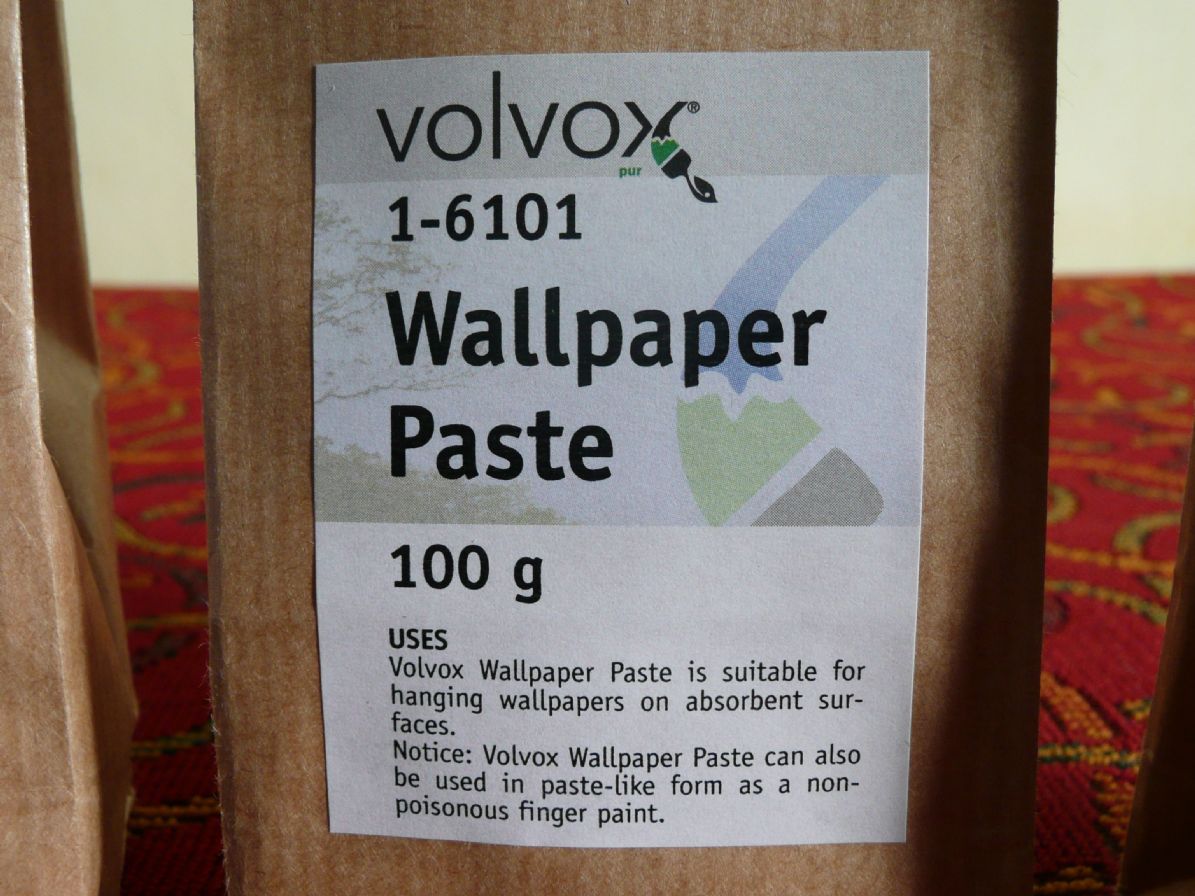 volvox®
pur
1-6101
Wallpaper
Paste
100 g
USES
Volvox Wallpaper Paste is suitable for
hanging wallpapers on absorbent sur-
faces.
Notice: Volvox Wallpaper Paste can also
be used in paste-like form as a non-
poisonous finger paint.